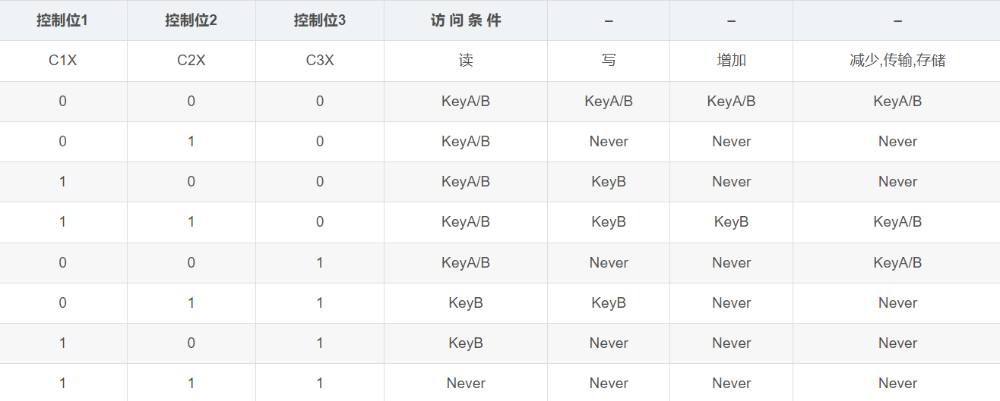 控制位1 控制位2 控制位3 访 问 条 件 – – –
C1X C2X C3X 读 写 增加 减少,传输,存储
0 0 0 KeyA/B KeyA/B KeyA/B KeyA/B
0 1 0 KeyA/B Never Never Never
1 0 0 KeyA/B KeyB Never Never
1 1 0 KeyA/B KeyB KeyB KeyA/B
0 0 1 KeyA/B Never Never KeyA/B
0 1 1 KeyB KeyB Never Never
1 0 1 KeyB Never Never Never
1 1 1 Never Never Never Never